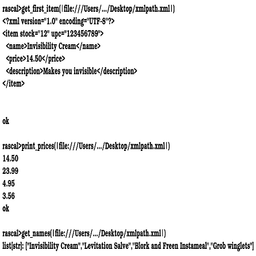 rascal>get_first_item(|file:///Users/.../Desktop/xmlpath.xml|)
<?xml version="1.0" encoding="UTF-8"?>
<item stock="12" upc="123456789">
<name>Invisibility Cream</name>
<price>14.50</price>
<description>Makes you invisible</description>
</item>
ok
rascal>print_prices(|file:///Users/.../Desktop/xmlpath.xml|)
14.50
23.99
4.95
3.56
ok
rascal>get_names(|file:///Users/.../Desktop/xmlpath.xml|)
list[str]: ["Invisibility Cream","Levitation Salve","Blork and Freen Instameal","Grob winglets"]